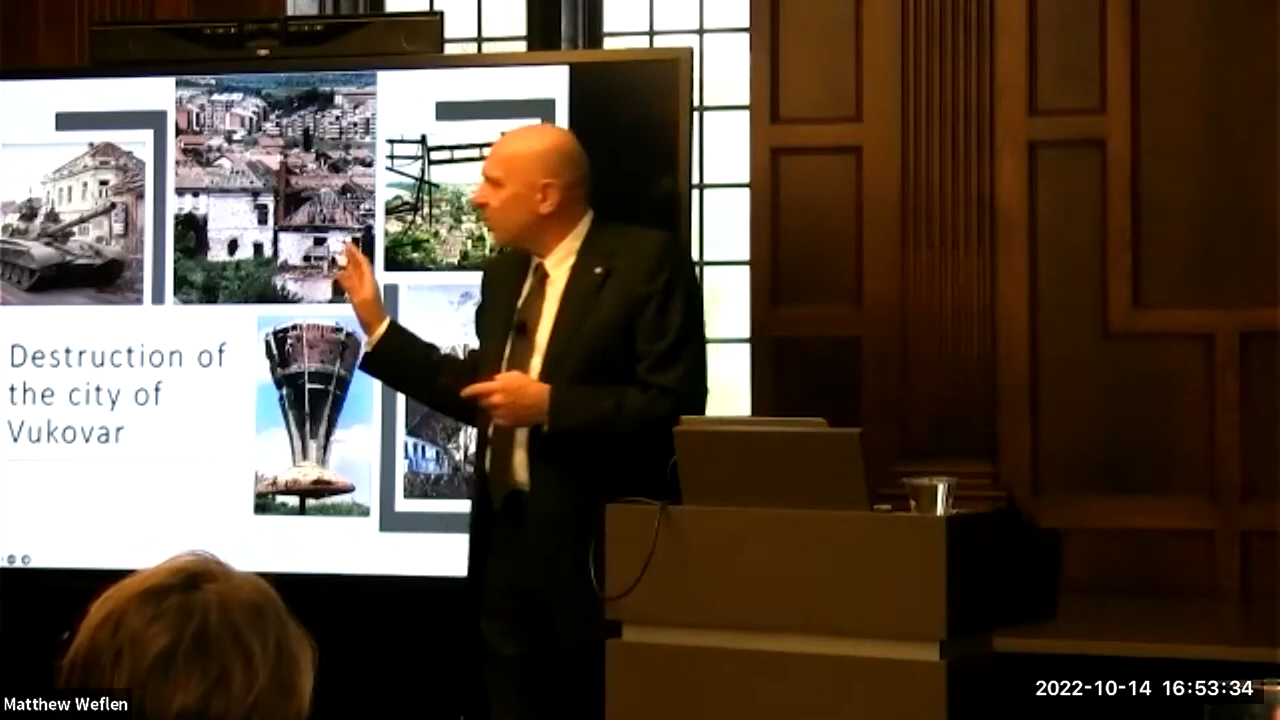 Destruction of
the city of
Vukovar
Matthew Weflen
2022-10-14 16:53:34